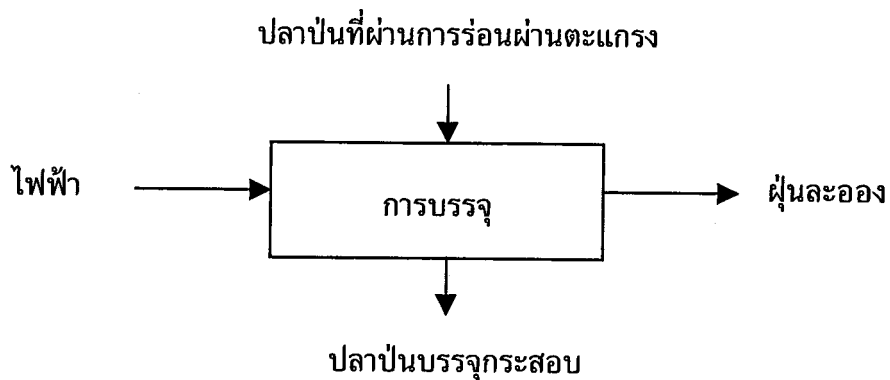 ปลาป่นที่ผ่านการร่อนผ่านตะแกรง
ไฟฟ้า
การบรรจุ
ฝุ่นละออง
ปลาป่นบรรจุกระสอบ